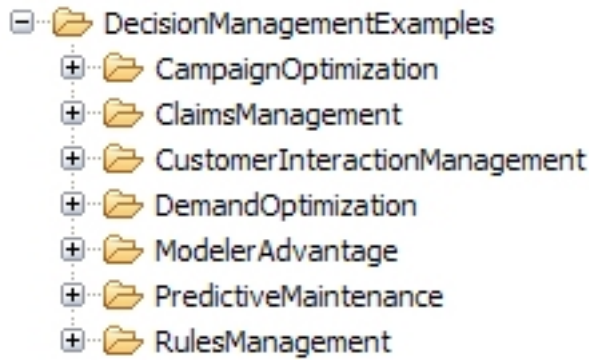 DecisionManagementExamples
CampaignOptimization
ClaimsManagement
CustomerInteractionManagement
DemandOptimization
ModelerAdvantage
PredictiveMaintenance
RulesManagement